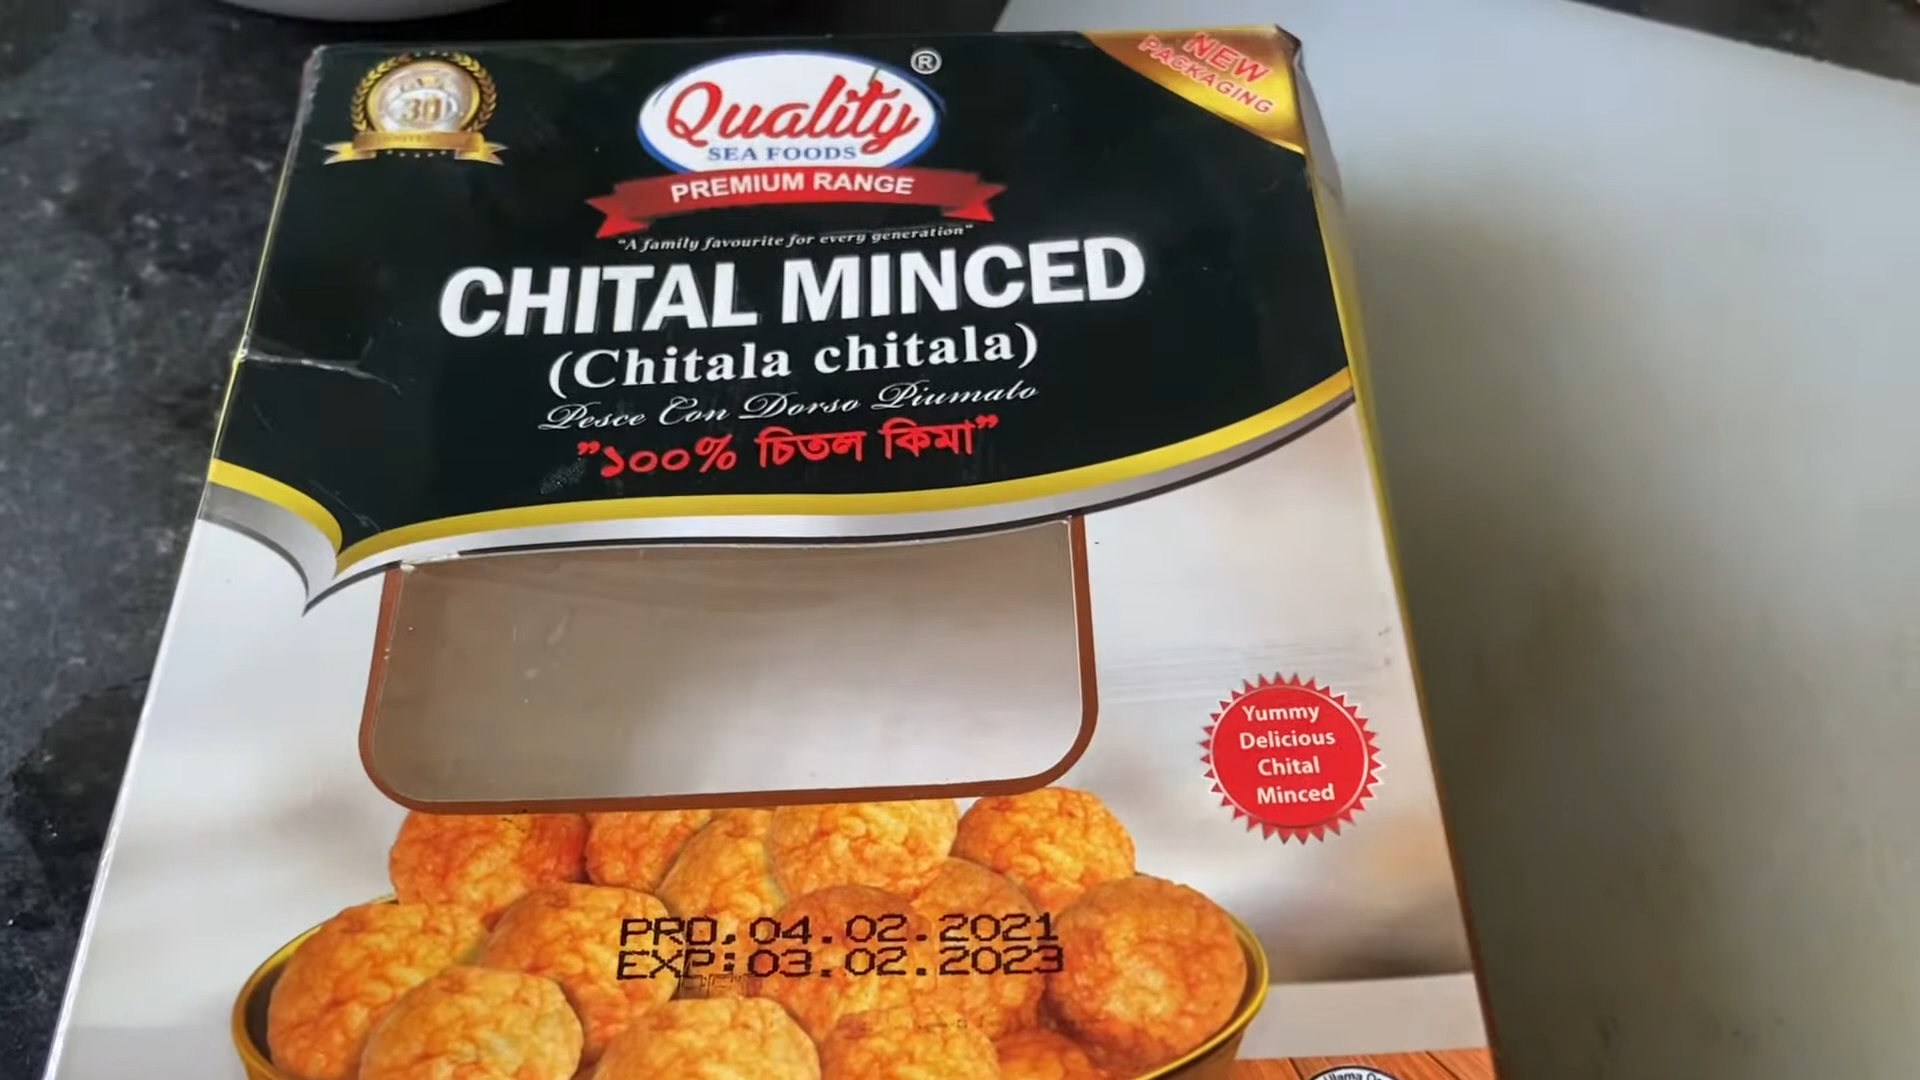 30
Quality
®
SEA FOODS
PREMIUM RANGE
NEW
PACKAGING
"A family favourite for every generation"
CHITAL MINCED
(Chitala chitala)
Pesce Con Dorso Piumato
"১০০% চিতল কিমা"
Yummy
Delicious
Chital
Minced
PRO.04.02.2021
EXP:03.02.2023